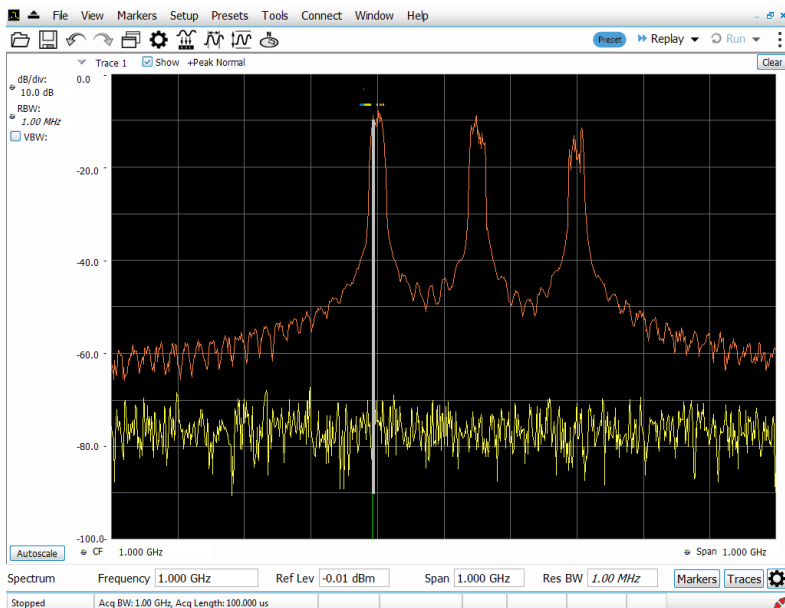 File View Markers Setup Presets Tools Connect Window Help
Preset Replay Run
Trace 1 Show +Peak Normal Clear
dB/div:
10.0 dB
RBW:
1.00 MHz
VBW:
0.0
-20.0
-40.0
-60.0
-80.0
-100.0
Autoscale CF 1.000 GHz Span 1.000 GHz
Spectrum Frequency 1.000 GHz Ref Lev -0.01 dBm Span 1.000 GHz Res BW 1.00 MHz Markers Traces
Stopped Acq BW: 1.00 GHz, Acq Length: 100.000 us